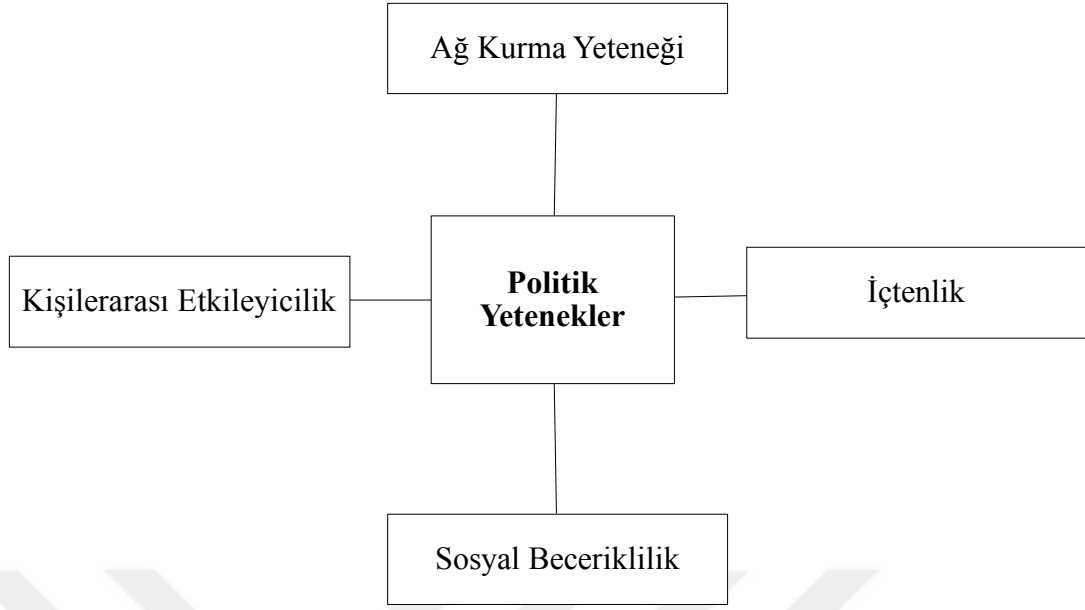 Ağ Kurma Yeteneği
Kişilerarası Etkileyicilik
Politik
Yetenekler
İçtenlik
Sosyal Beceriklilik